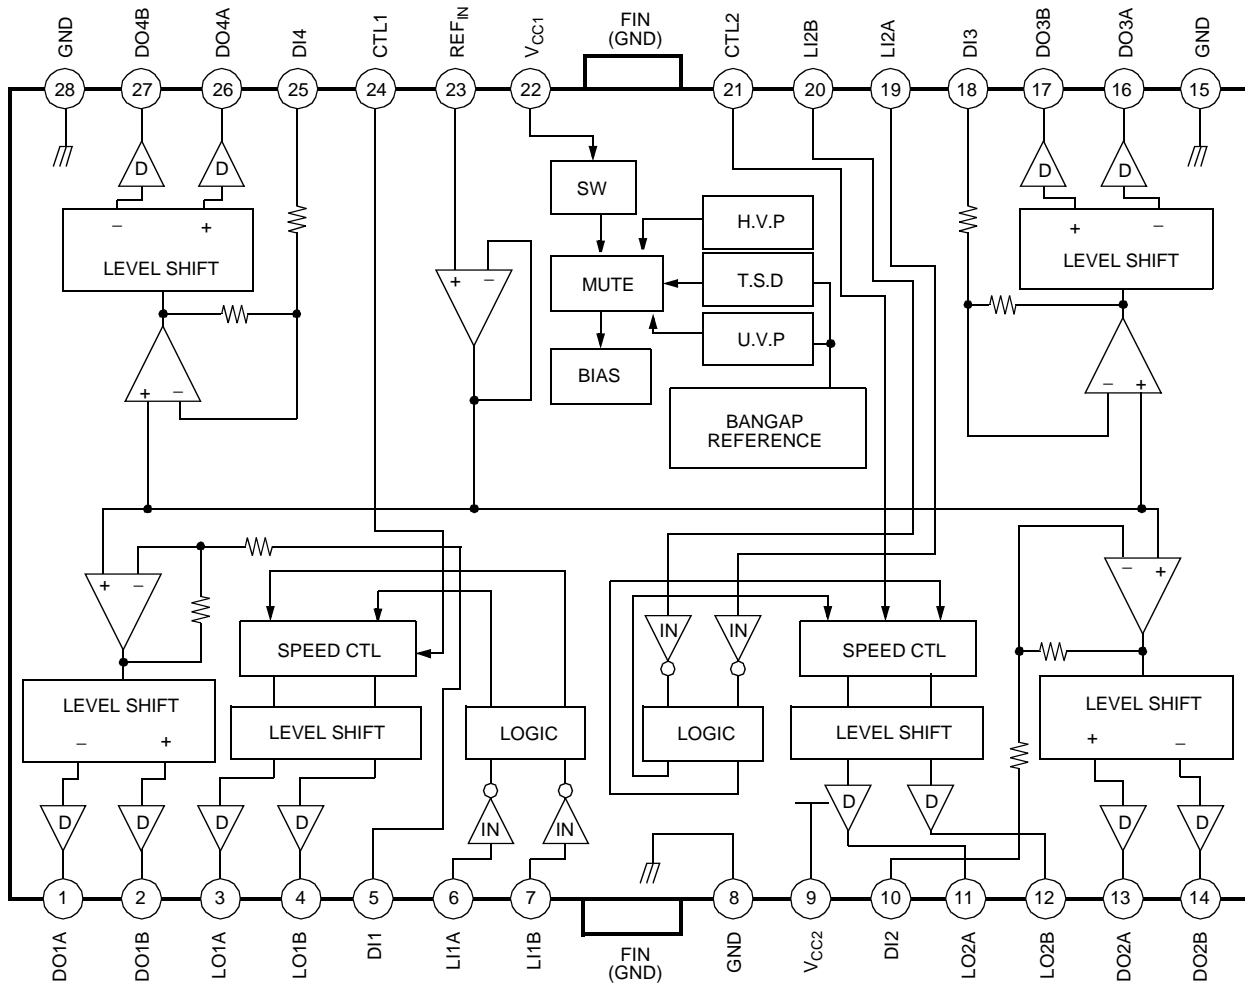 GND
DO4B
DO4A
DI4
CTL1
REFIN
VCC1
FIN
(GND)
CTL2
LI2B
LI2A
DI3
DO3B
DO3A
GND
28
27
26
25
24
23
22
21
20
19
18
17
16
15
D
D
D
D
SW
− +
LEVEL SHIFT
H.V.P
+ −
LEVEL SHIFT
+ −
MUTE
T.S.D
U.V.P
BIAS
+ −
− +
BANGAP
REFERENCE
+ −
− +
SPEED CTL
IN
IN
SPEED CTL
LEVEL SHIFT
− +
LEVEL SHIFT
LOGIC
LOGIC
LEVEL SHIFT
LEVEL SHIFT
+ −
D
D
D
D
IN
IN
D
D
D
D
1
2
3
4
5
6
7
8
9
10
11
12
13
14
DO1A
DO1B
LO1A
LO1B
DI1
LI1A
LI1B
FIN
(GND)
GND
VCC2
DI2
LO2A
LO2B
DO2A
DO2B